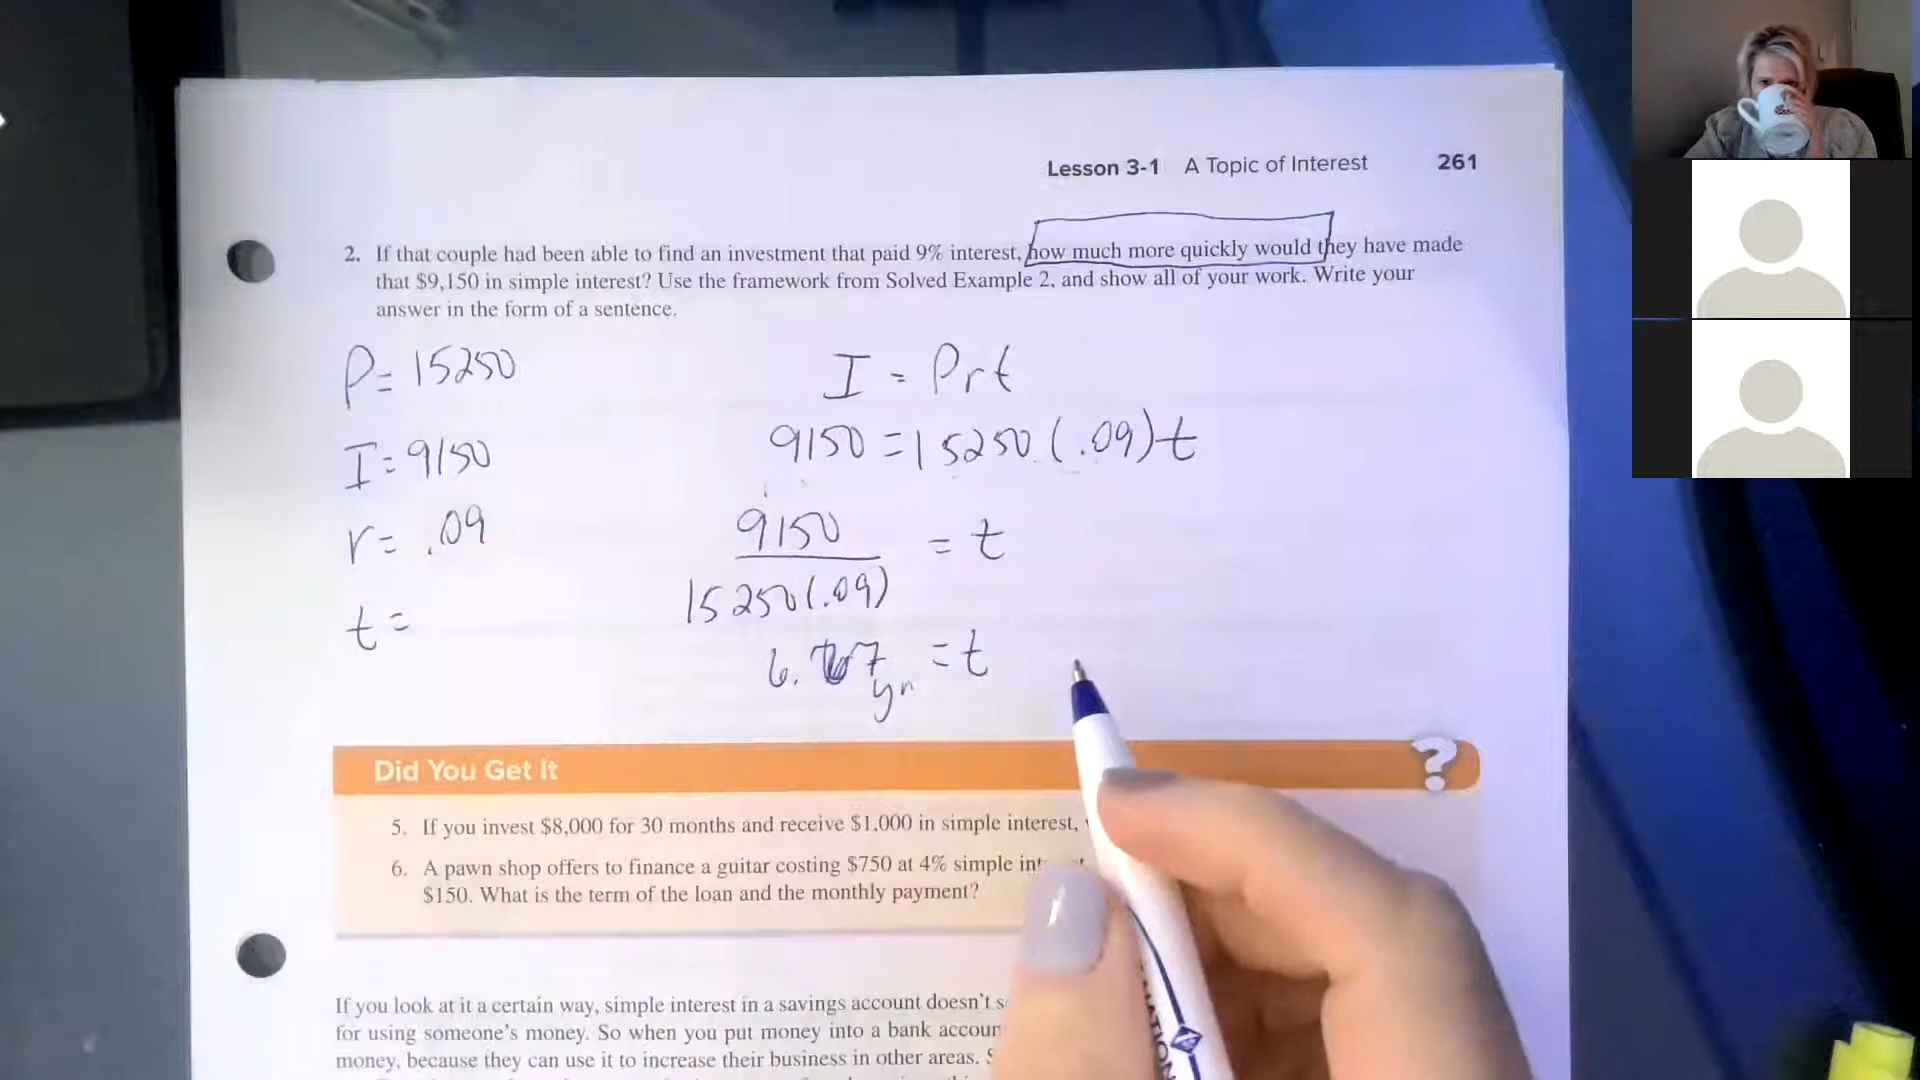 Lesson 3-1 A Topic of Interest 261
2. If that couple had been able to find an investment that paid 9% interest, how much more quickly would they have made
that $9,150 in simple interest? Use the framework from Solved Example 2, and show all of your work. Write your
answer in the form of a sentence.
P = 15250
I = 9150
r = .09
t =
I = Prt
9150 = 15250 (.09) t
9150
15250 (.09)
= t
6.67 yr = t
Did You Get It ?
5. If you invest $8,000 for 30 months and receive $1,000 in simple interest,
6. A pawn shop offers to finance a guitar costing $750 at 4% simple
$150. What is the term of the loan and the monthly payment?
If you look at it a certain way, simple interest in a savings account doesn't
for using someone's money. So when you put money into a bank
money, because they can use it to increase their business in other areas.